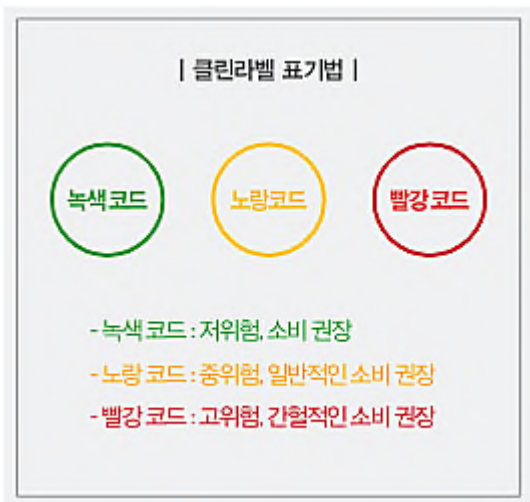 | 클린라벨 표기법 |
녹색코드
노랑코드
빨강코드
- 녹색 코드 : 저위험, 소비 권장
- 노랑 코드 : 중위험, 일반적인 소비 권장
- 빨강 코드 : 고위험, 간헐적인 소비 권장